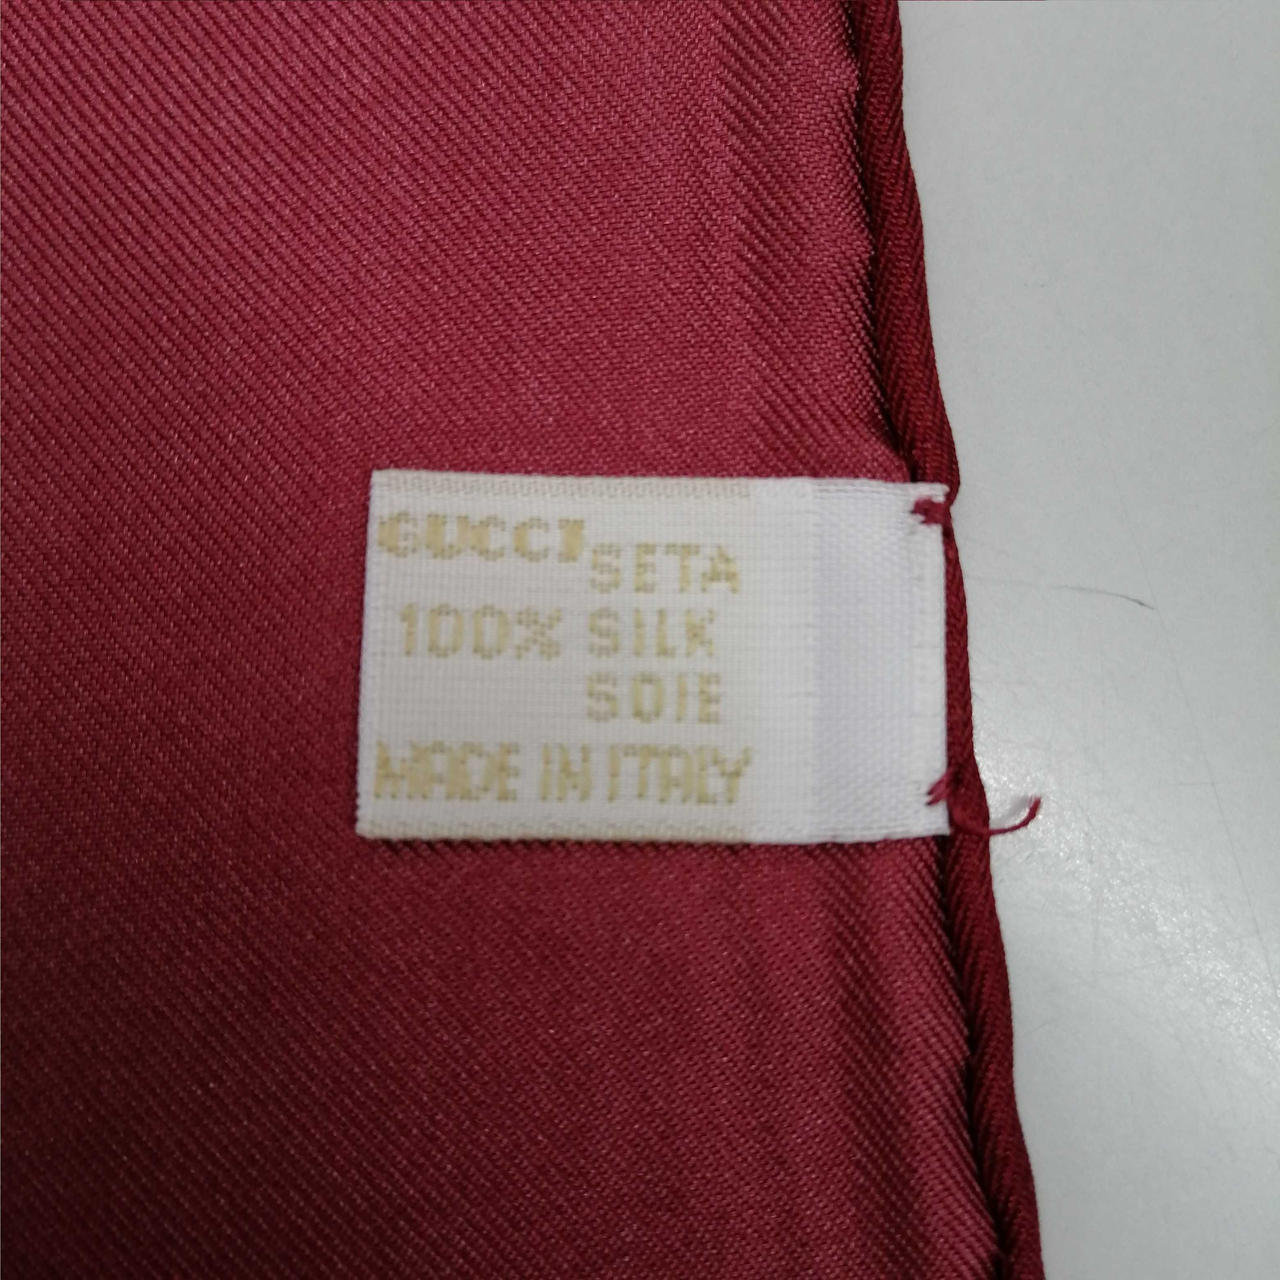 GUCCI
SETA
100% SILK
SOIE
MADE IN ITALY